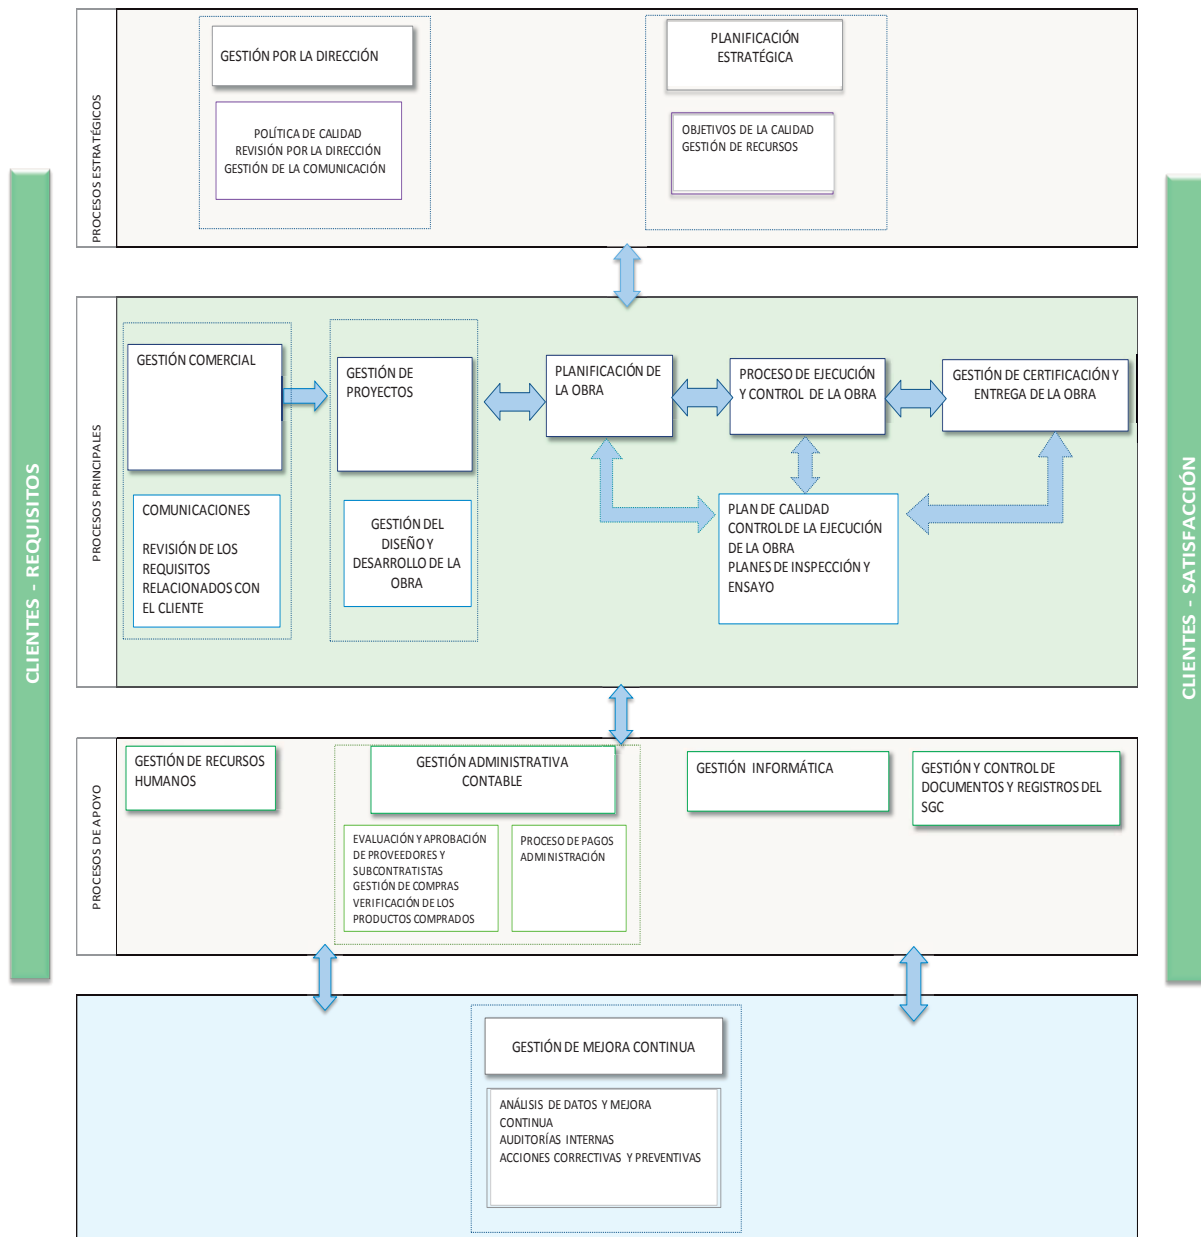 CLIENTES - REQUISITOS
PROCESOS ESTRATÉGICOS
GESTIÓN POR LA DIRECCIÓN
POLÍTICA DE CALIDAD
REVISIÓN POR LA DIRECCIÓN
GESTIÓN DE LA COMUNICACIÓN
PLANIFICACIÓN
ESTRATÉGICA
OBJETIVOS DE LA CALIDAD
GESTIÓN DE RECURSOS
PROCESOS PRINCIPALES
GESTIÓN COMERCIAL
COMUNICACIONES
REVISIÓN DE LOS
REQUISITOS
RELACIONADOS CON
EL CLIENTE
GESTIÓN DE
PROYECTOS
GESTIÓN DEL
DISEÑO Y
DESARROLLO DE LA
OBRA
PLANIFICACIÓN DE
LA OBRA
PROCESO DE EJECUCIÓN
Y CONTROL DE LA OBRA
GESTIÓN DE CERTIFICACIÓN Y
ENTREGA DE LA OBRA
PLAN DE CALIDAD
CONTROL DE LA EJECUCIÓN
DE LA OBRA
PLANES DE INSPECCIÓN Y
ENSAYO
PROCESOS DE APOYO
GESTIÓN DE RECURSOS
HUMANOS
GESTIÓN ADMINISTRATIVA
CONTABLE
EVALUACIÓN Y APROBACIÓN
DE PROVEEDORES Y
SUBCONTRATISTAS
GESTIÓN DE COMPRAS
VERIFICACIÓN DE LOS
PRODUCTOS COMPRADOS
PROCESO DE PAGOS
ADMINISTRACIÓN
GESTIÓN INFORMÁTICA
GESTIÓN Y CONTROL DE
DOCUMENTOS Y REGISTROS DEL
SGC
GESTIÓN DE MEJORA CONTINUA
ANÁLISIS DE DATOS Y MEJORA
CONTINUA
AUDITORÍAS INTERNAS
ACCIONES CORRECTIVAS Y PREVENTIVAS
CLIENTES - SATISFACCIÓN